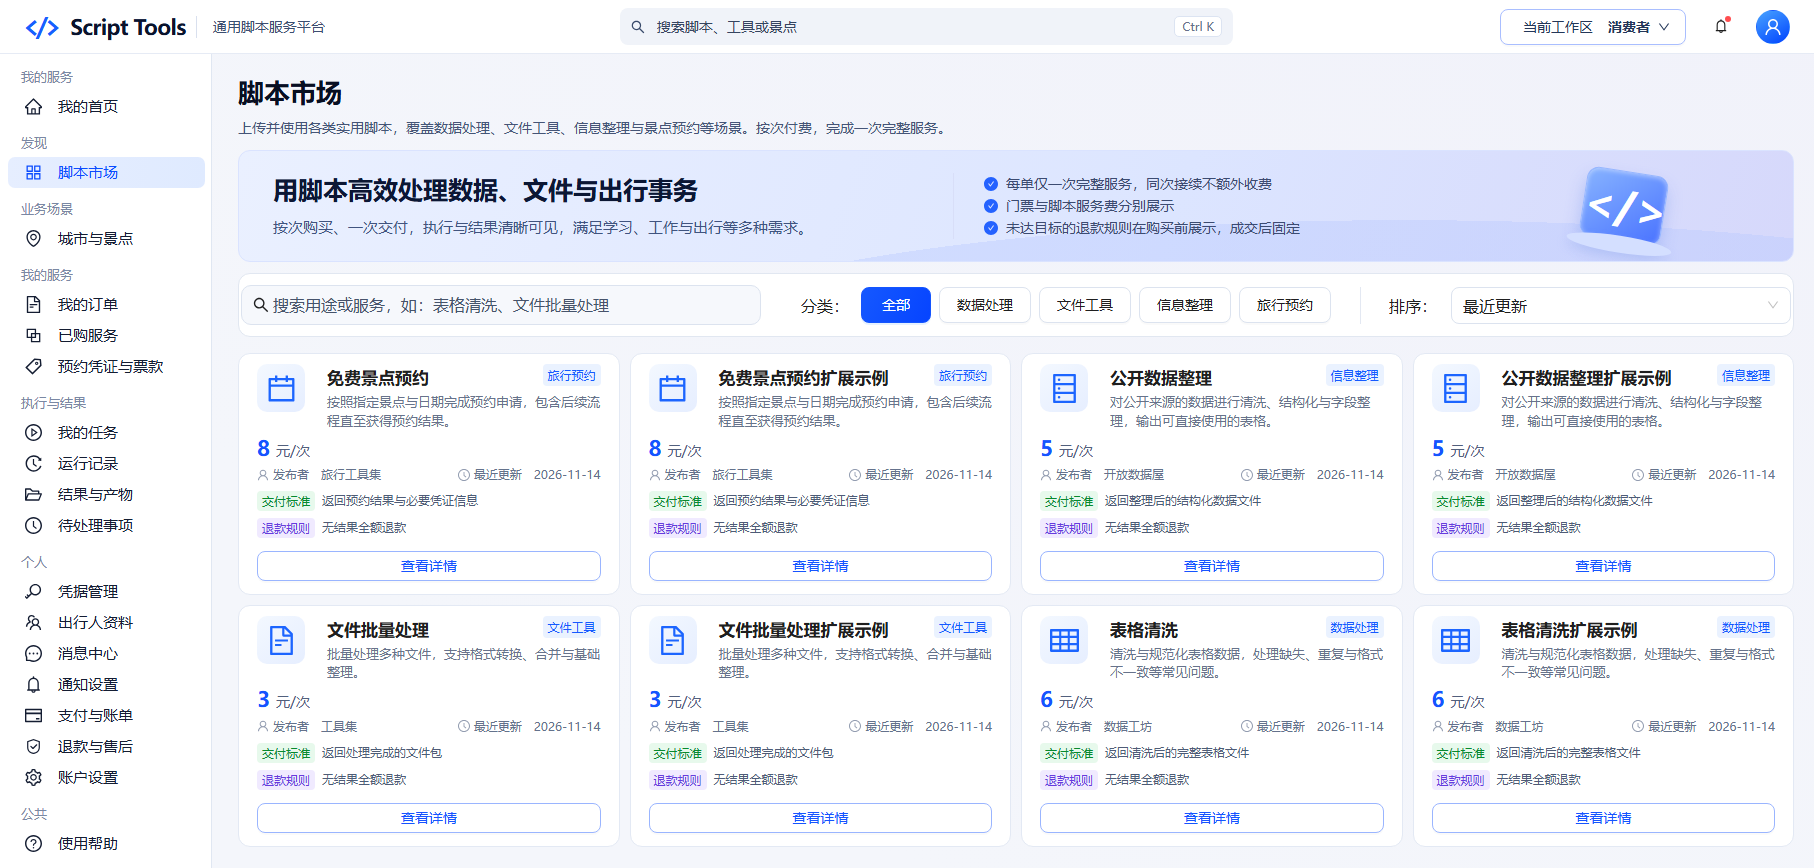 </> Script Tools 通用脚本服务平台
搜索脚本、工具或景点 Ctrl K
当前工作区 消费者
我的服务
我的首页
发现
脚本市场
业务场景
城市与景点
我的服务
我的订单
已购服务
预约凭证与票款
执行与结果
我的任务
运行记录
结果与产物
待处理事项
个人
凭据管理
出行人资料
消息中心
通知设置
支付与账单
退款与售后
账户设置
公共
使用帮助
脚本市场
上传并使用各类实用脚本，覆盖数据处理、文件工具、信息整理与景点预约等场景。按次付费，完成一次完整服务。
用脚本高效处理数据、文件与出行事务
按次购买、一次交付，执行与结果清晰可见，满足学习、工作与出行等多种需求。
每单仅一次完整服务，同次接续不额外收费
门票与脚本服务费分别展示
未达目标的退款规则在购买前展示，成交后固定
</>
搜索用途或服务，如：表格清洗、文件批量处理
分类： 全部 数据处理 文件工具 信息整理 旅行预约
排序： 最近更新
免费景点预约 旅行预约
按照指定景点与日期完成预约申请，包含后续流
程直至获得预约结果。
8 元/次
发布者 旅行工具集 最近更新 2026-11-14
交付标准 返回预约结果与必要凭证信息
退款规则 无结果全额退款
查看详情
免费景点预约扩展示例 旅行预约
按照指定景点与日期完成预约申请，包含后续流
程直至获得预约结果。
8 元/次
发布者 旅行工具集 最近更新 2026-11-14
交付标准 返回预约结果与必要凭证信息
退款规则 无结果全额退款
查看详情
公开数据整理 信息整理
对公开来源的数据进行清洗、结构化与字段整
理，输出可直接使用的表格。
5 元/次
发布者 开放数据屋 最近更新 2026-11-14
交付标准 返回整理后的结构化数据文件
退款规则 无结果全额退款
查看详情
公开数据整理扩展示例 信息整理
对公开来源的数据进行清洗、结构化与字段整
理，输出可直接使用的表格。
5 元/次
发布者 开放数据屋 最近更新 2026-11-14
交付标准 返回整理后的结构化数据文件
退款规则 无结果全额退款
查看详情
文件批量处理 文件工具
批量处理多种文件，支持格式转换、合并与基础
整理。
3 元/次
发布者 工具集 最近更新 2026-11-14
交付标准 返回处理完成的文件包
退款规则 无结果全额退款
查看详情
文件批量处理扩展示例 文件工具
批量处理多种文件，支持格式转换、合并与基础
整理。
3 元/次
发布者 工具集 最近更新 2026-11-14
交付标准 返回处理完成的文件包
退款规则 无结果全额退款
查看详情
表格清洗 数据处理
清洗与规范化表格数据，处理缺失、重复与格式
不一致等常见问题。
6 元/次
发布者 数据工坊 最近更新 2026-11-14
交付标准 返回清洗后的完整表格文件
退款规则 无结果全额退款
查看详情
表格清洗扩展示例 数据处理
清洗与规范化表格数据，处理缺失、重复与格式
不一致等常见问题。
6 元/次
发布者 数据工坊 最近更新 2026-11-14
交付标准 返回清洗后的完整表格文件
退款规则 无结果全额退款
查看详情